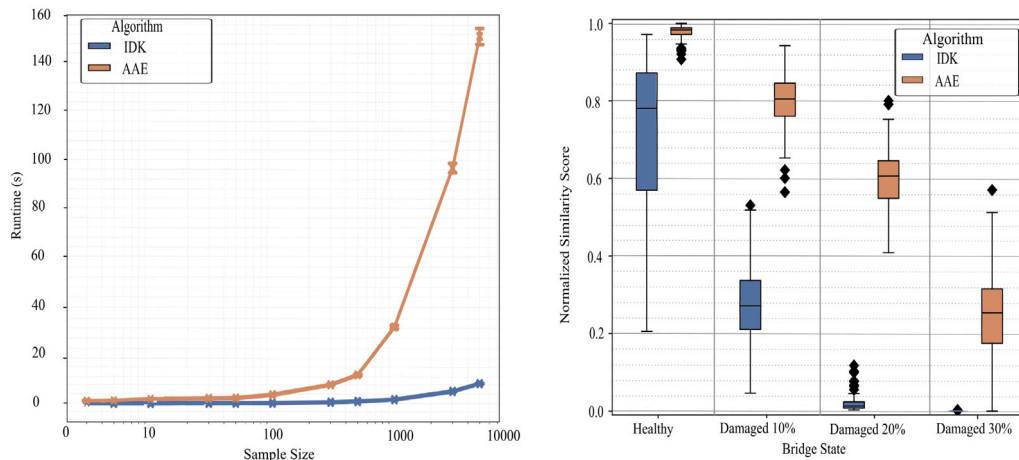 Algorithm
IDK
AAE
Runtime (s)
160
140
120
100
80
60
40
20
0
0
10
100
1000
10000
Sample Size
Algorithm
IDK
AAE
Normalized Similarity Score
1.0
0.8
0.6
0.4
0.2
0.0
Healthy
Damaged 10%
Damaged 20%
Damaged 30%
Bridge State